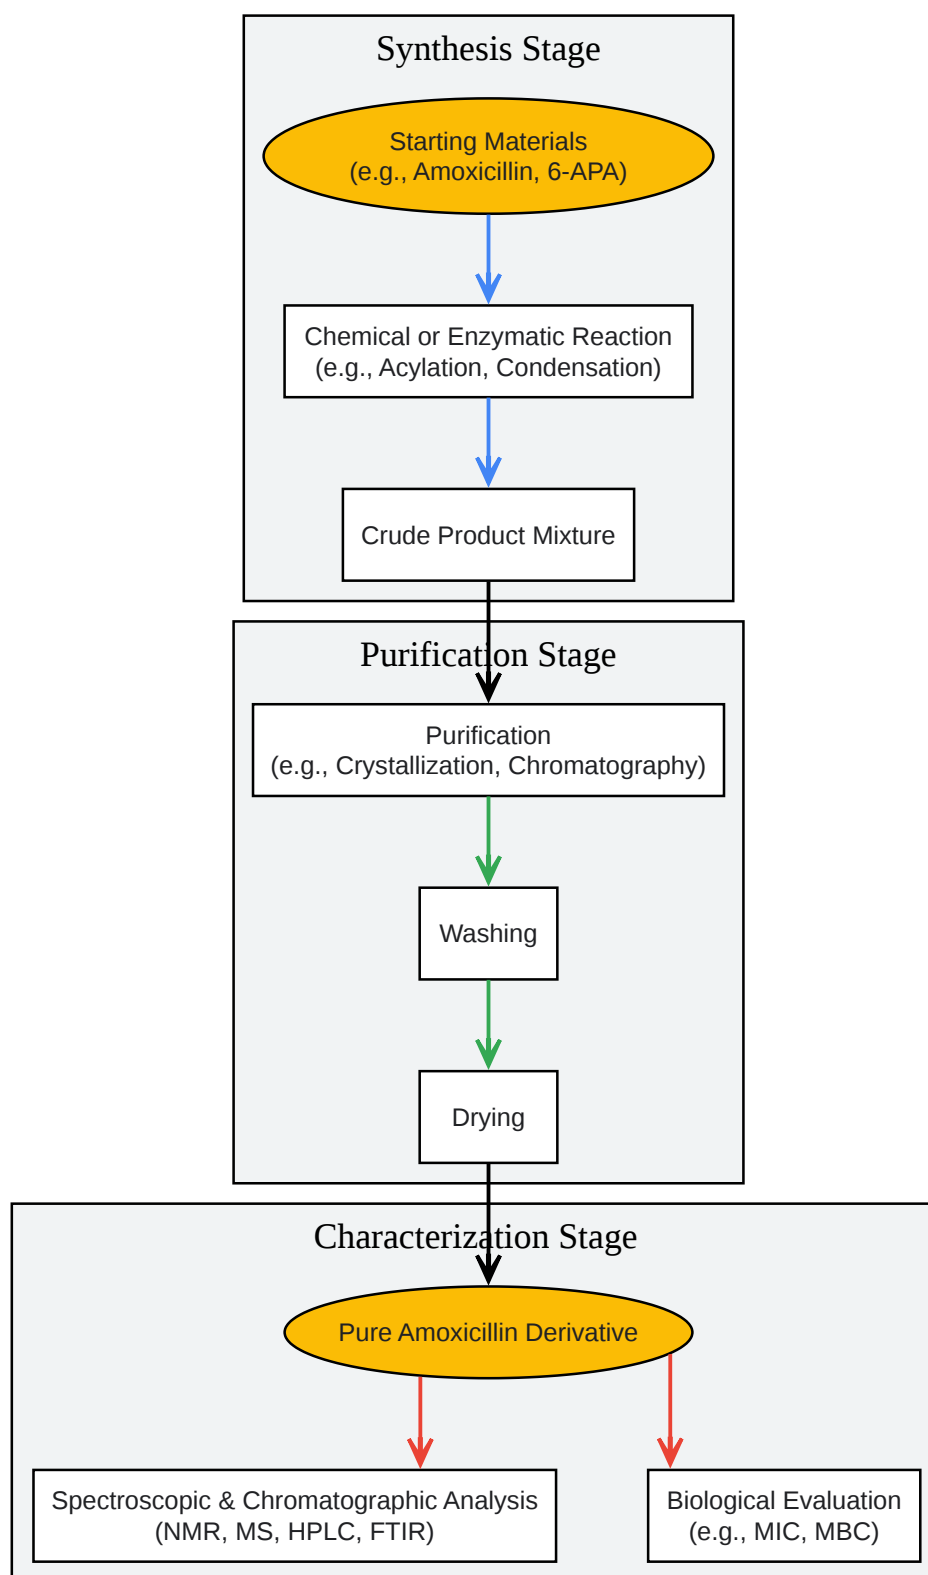 Synthesis Stage
Starting Materials
(e.g., Amoxicillin, 6-APA)
Chemical or Enzymatic Reaction
(e.g., Acylation, Condensation)
Crude Product Mixture
Purification Stage
Purification
(e.g., Crystallization, Chromatography)
Washing
Drying
Characterization Stage
Pure Amoxicillin Derivative
Spectroscopic & Chromatographic Analysis
(NMR, MS, HPLC, FTIR)
Biological Evaluation
(e.g., MIC, MBC)